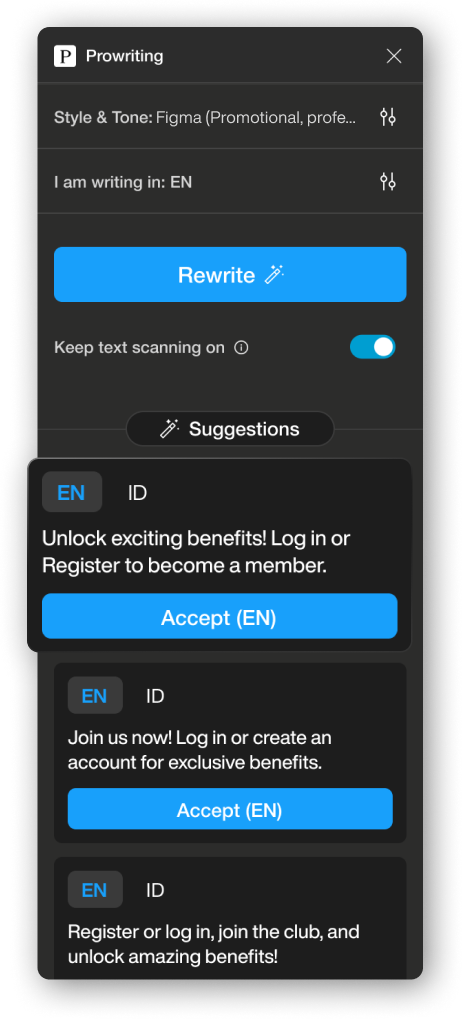 P Prowriting
Style & Tone: Figma (Promotional, profe...
I am writing in: EN
Rewrite
Keep text scanning on
Suggestions
EN ID
Unlock exciting benefits! Log in or
Register to become a member.
Accept (EN)
EN ID
Join us now! Log in or create an
account for exclusive benefits.
Accept (EN)
EN ID
Register or log in, join the club, and
unlock amazing benefits!